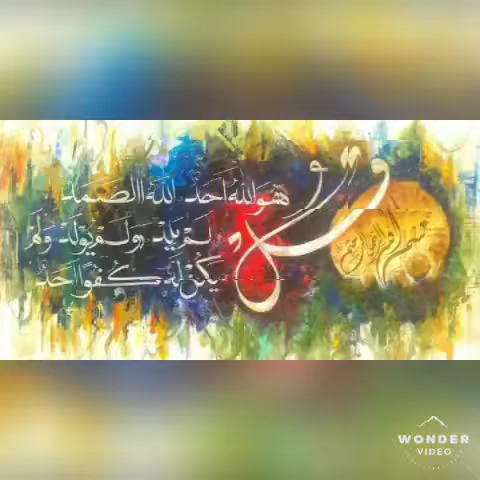 قل
هو الله احد الله الصمد
لم يلد ولم يولد ولم
يكن له كفوا احد
WONDER
VIDEO